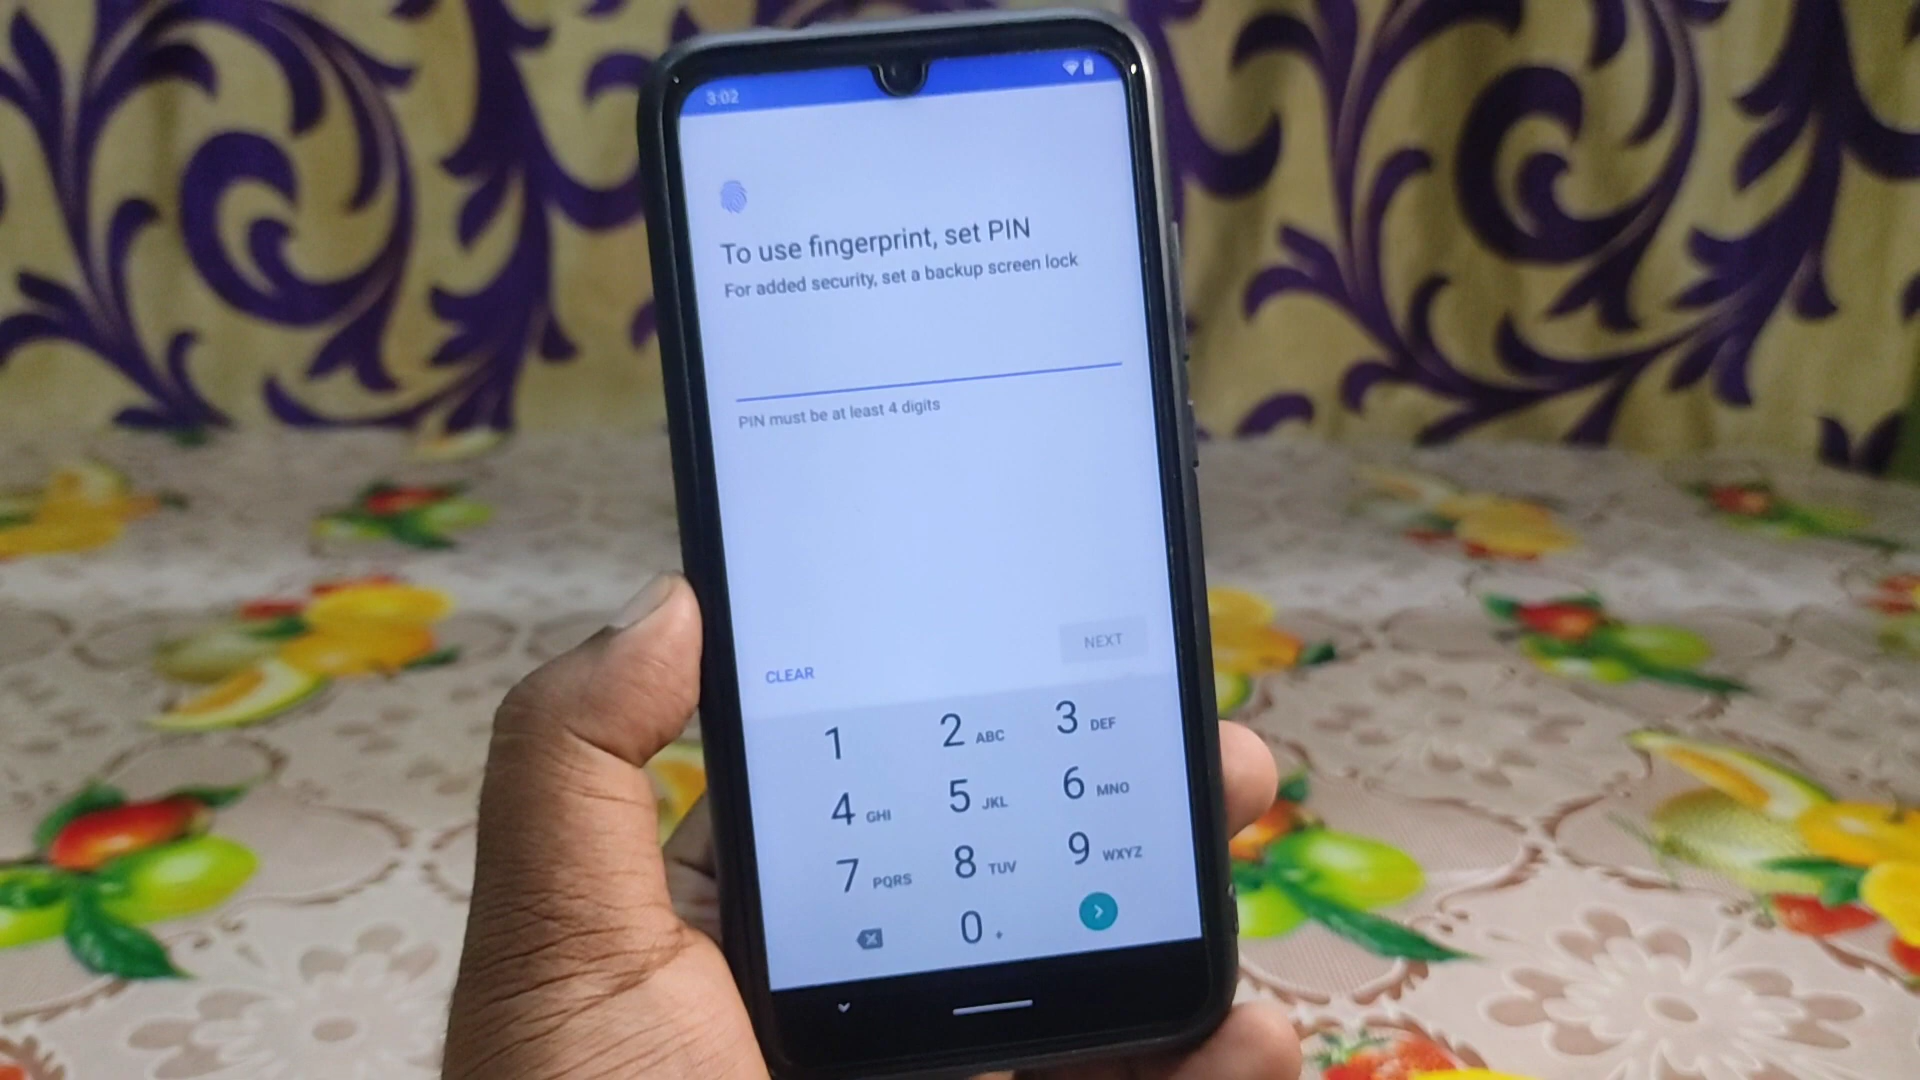 3:02
To use fingerprint, set PIN
For added security, set a backup screen lock
PIN must be at least 4 digits
CLEAR
NEXT
1
2 ABC
3 DEF
4 GHI
5 JKL
6 MNO
7 PQRS
8 TUV
9 WXYZ
0 +